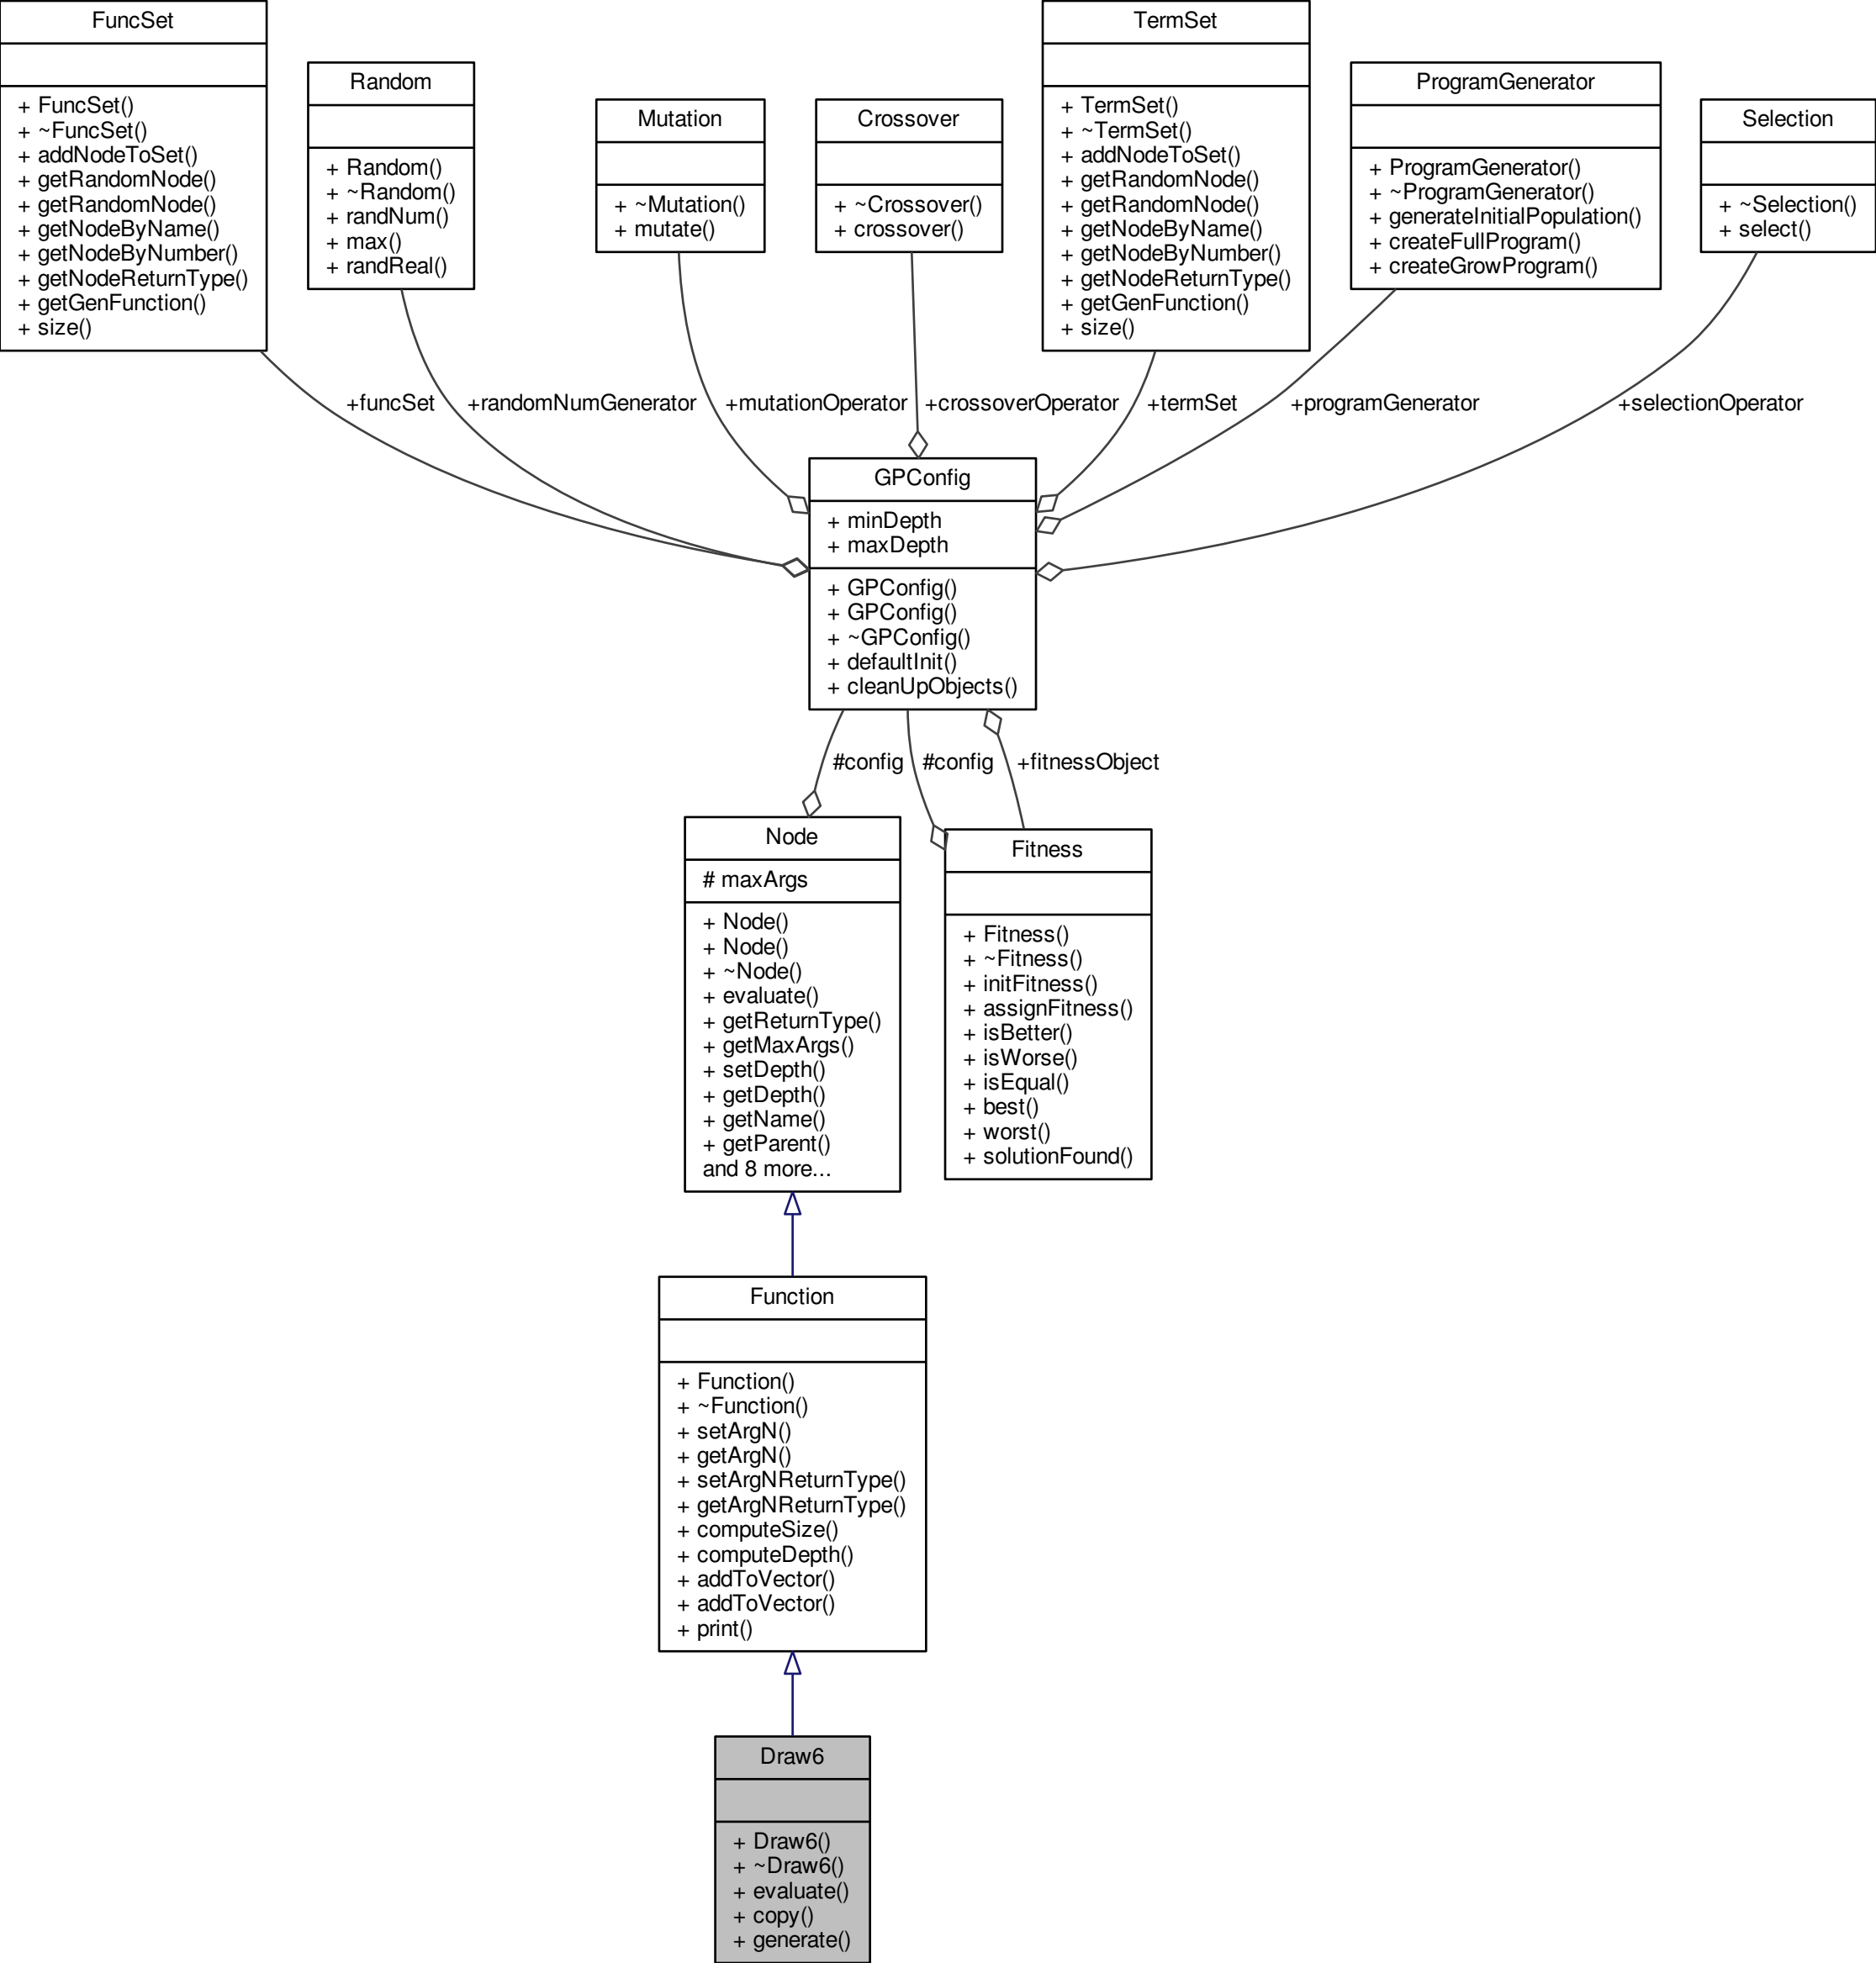 FuncSet
+ FuncSet()
+ ~FuncSet()
+ addNodeToSet()
+ getRandomNode()
+ getRandomNode()
+ getNodeByName()
+ getNodeByNumber()
+ getNodeReturnType()
+ getGenFunction()
+ size()
Random
+ Random()
+ ~Random()
+ randNum()
+ max()
+ randReal()
Mutation
+ ~Mutation()
+ mutate()
Crossover
+ ~Crossover()
+ crossover()
TermSet
+ TermSet()
+ ~TermSet()
+ addNodeToSet()
+ getRandomNode()
+ getRandomNode()
+ getNodeByName()
+ getNodeByNumber()
+ getNodeReturnType()
+ getGenFunction()
+ size()
ProgramGenerator
+ ProgramGenerator()
+ ~ProgramGenerator()
+ generateInitialPopulation()
+ createFullProgram()
+ createGrowProgram()
Selection
+ ~Selection()
+ select()
+funcSet
+randomNumGenerator
+mutationOperator
+crossoverOperator
+termSet
+programGenerator
+selectionOperator
GPConfig
+ minDepth
+ maxDepth
+ GPConfig()
+ GPConfig()
+ ~GPConfig()
+ defaultInit()
+ cleanUpObjects()
#config
#config
+fitnessObject
Node
# maxArgs
+ Node()
+ Node()
+ ~Node()
+ evaluate()
+ getReturnType()
+ getMaxArgs()
+ setDepth()
+ getDepth()
+ getName()
+ getParent()
and 8 more...
Fitness
+ Fitness()
+ ~Fitness()
+ initFitness()
+ assignFitness()
+ isBetter()
+ isWorse()
+ isEqual()
+ best()
+ worst()
+ solutionFound()
Function
+ Function()
+ ~Function()
+ setArgN()
+ getArgN()
+ setArgNReturnType()
+ getArgNReturnType()
+ computeSize()
+ computeDepth()
+ addToVector()
+ addToVector()
+ print()
Draw6
+ Draw6()
+ ~Draw6()
+ evaluate()
+ copy()
+ generate()